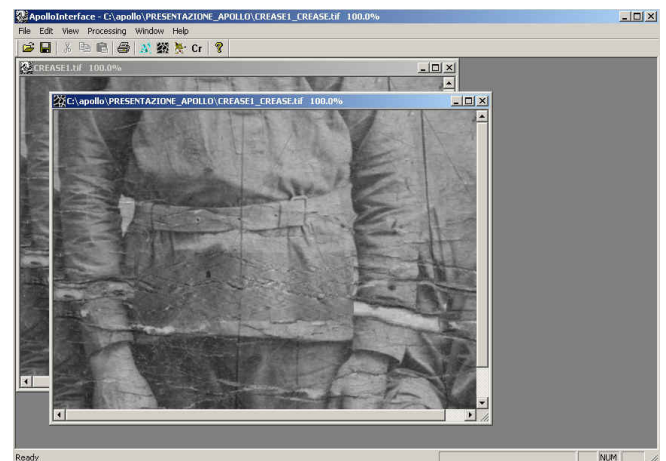 ApolloInterface - C:\apollo\PRESENTAZIONE_APOLLO\CREASE1_CREASE.tif 100.0%
File Edit View Processing Window Help
Cr
CREASE1.tif 100.0%
C:\apollo\PRESENTAZIONE_APOLLO\CREASE1_CREASE.tif 100.0%
Ready NUM